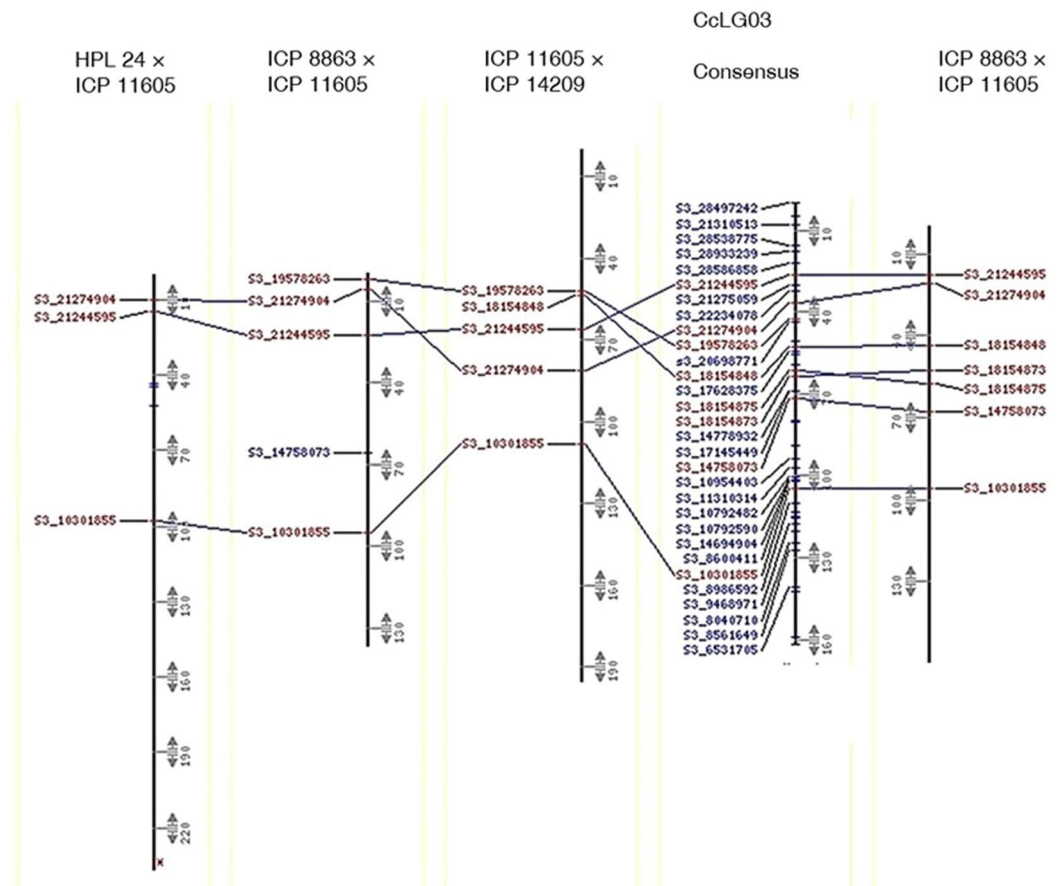 CcLG03
HPL 24 ×
ICP 11605
ICP 8863 ×
ICP 11605
ICP 11605 ×
ICP 14209
Consensus
ICP 8863 ×
ICP 11605
S3_21274904
S3_21244595
S3_10301855
40
70
130
160
190
220
x
S3_19578263
S3_21274904
S3_21244595
S3_14758073
S3_10301855
10
40
70
100
130
S3_19578263
S3_18154848
S3_21244595
S3_21274904
S3_10301855
10
40
70
100
130
160
190
S3_28497242
S3_21310513
S3_28538775
S3_28933239
S3_28586858
S3_21244595
S3_21275059
S3_22234078
S3_21274904
S3_19578263
S3_20698771
S3_18154848
S3_17628375
S3_18154875
S3_18154873
S3_14778932
S3_17145449
S3_14758073
S3_10954403
S3_11310314
S3_10792482
S3_10792590
S3_14694904
S3_8600411
S3_10301855
S3_8986592
S3_9468971
S3_8040710
S3_8561649
S3_6531705
10
40
70
100
130
160
10
70
100
130
S3_21244595
S3_21274904
S3_18154848
S3_18154873
S3_18154875
S3_14758073
S3_10301855